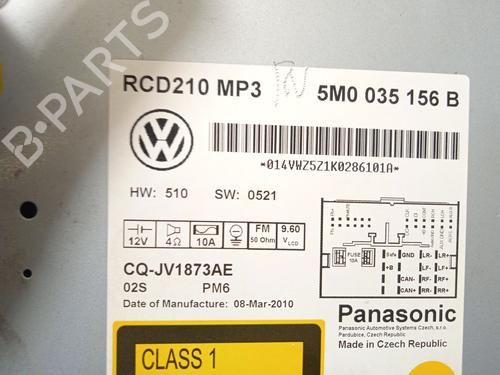 B-PARTS
RCD210 MP3 5M0 035 156 B
*014VWZ5Z1K0286101A*
HW: 510 SW: 0521
12V 4Ω 10A FM 50 Ohm 9.60 VLCD
FUSE 10A
Safe GND LR- RR-
+B LF- RF-
CAN- LF+ RF+
CAN+ LR+ RR+
CQ-JV1873AE
02S PM6
Date of Manufacture: 08-Mar-2010
Panasonic
Panasonic Automotive Systems Czech, s.r.o.
Pardubice, Czech Republic
Made in Czech Republic
CLASS 1